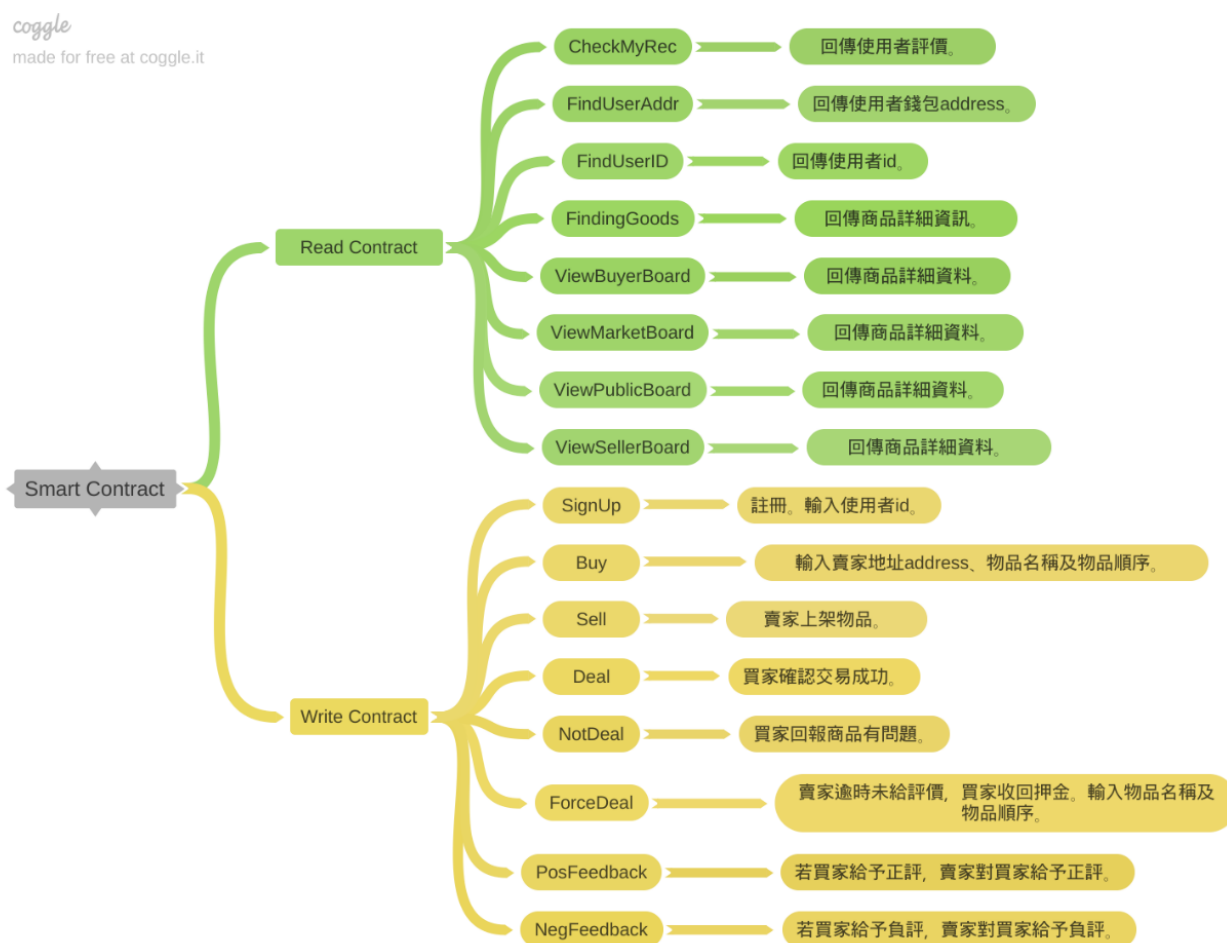 coggle
made for free at coggle.it
Smart Contract
Read Contract
CheckMyRec
回傳使用者評價。
FindUserAddr
回傳使用者錢包address。
FindUserID
回傳使用者id。
FindingGoods
回傳商品詳細資訊。
ViewBuyerBoard
回傳商品詳細資料。
ViewMarketBoard
回傳商品詳細資料。
ViewPublicBoard
回傳商品詳細資料。
ViewSellerBoard
回傳商品詳細資料。
Write Contract
SignUp
註冊。輸入使用者id。
Buy
輸入賣家地址address、物品名稱及物品順序。
Sell
賣家上架物品。
Deal
買家確認交易成功。
NotDeal
買家回報商品有問題。
ForceDeal
賣家逾時未給評價，買家收回押金。輸入物品名稱及
物品順序。
PosFeedback
若買家給予正評，賣家對買家給予正評。
NegFeedback
若買家給予負評，賣家對買家給予負評。